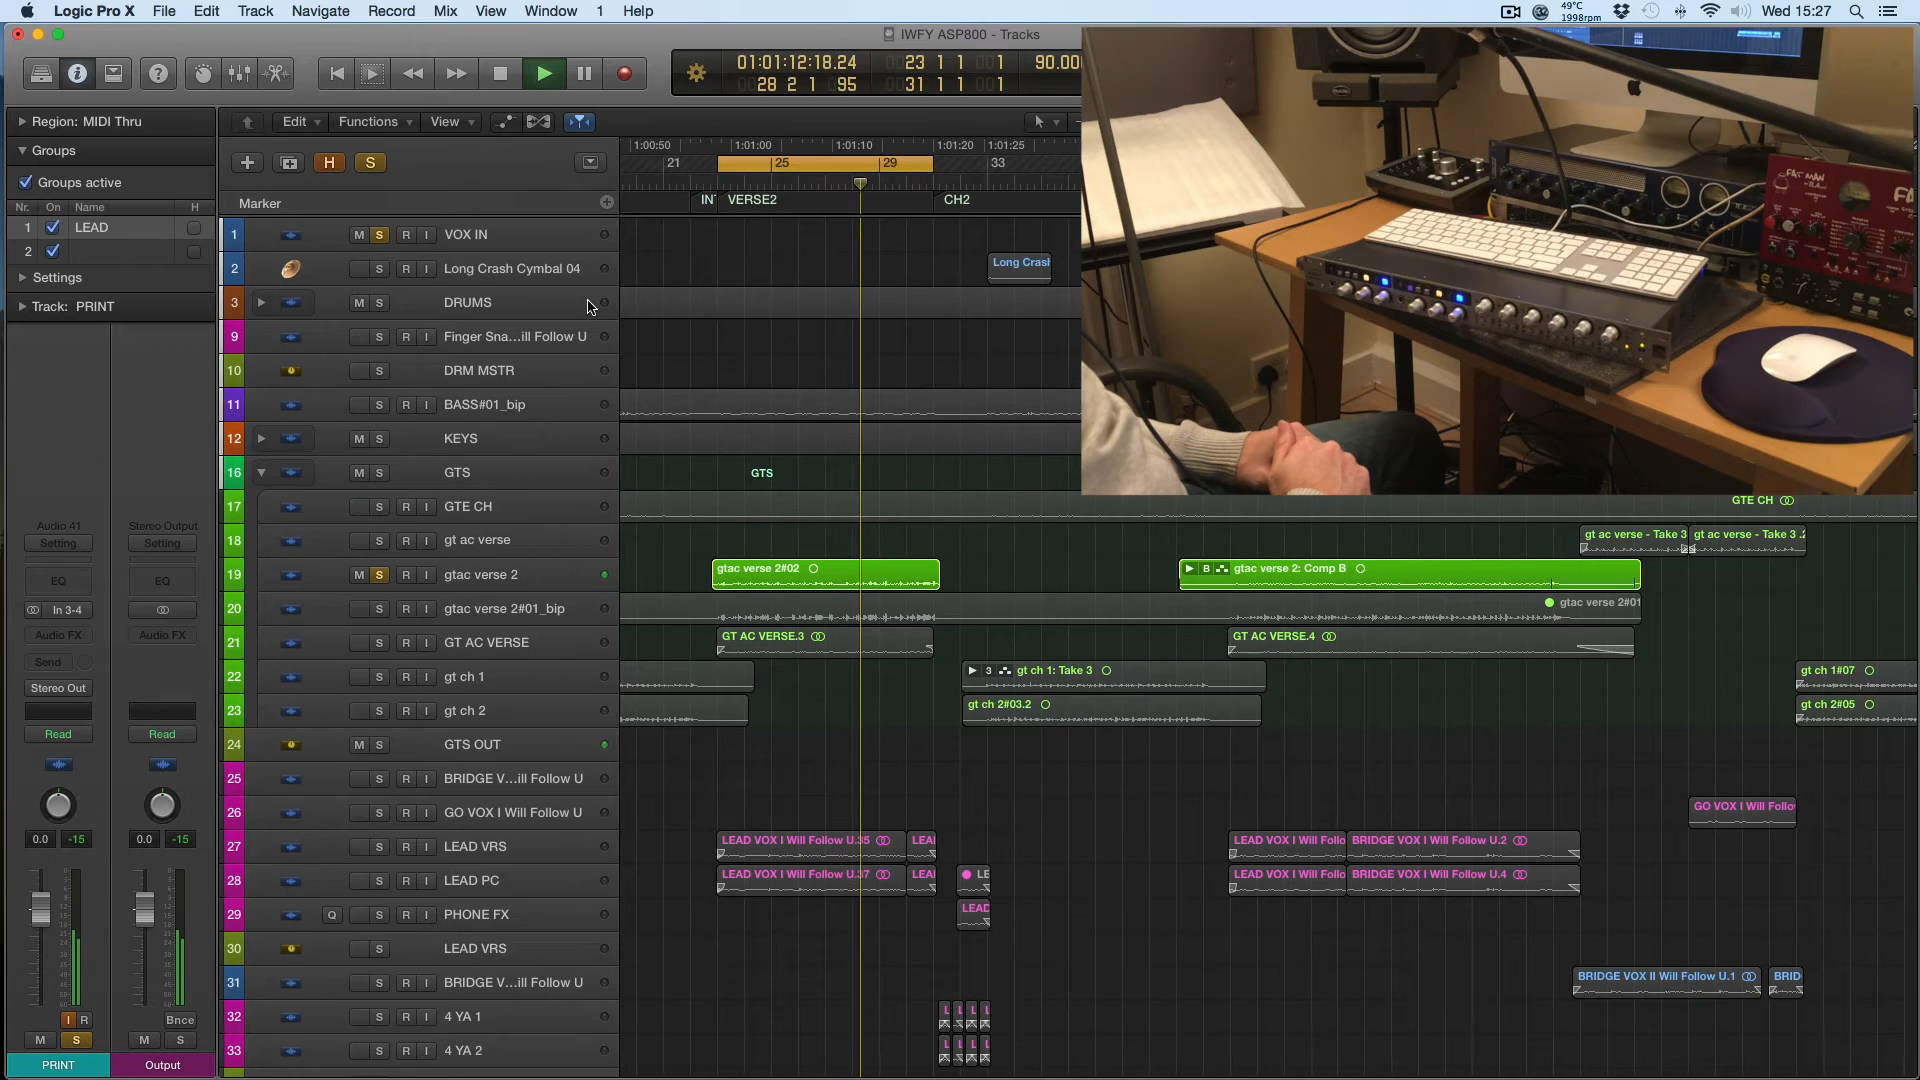 Logic Pro X File Edit Track Navigate Record Mix View Window 1 Help
49°C
1998rpm
Wed 15:27
IWFY ASP800 - Tracks
01:01:12:18.24 23 1 1 1 90.00
28 2 1 95 31 1 1 1
Region: MIDI Thru
Groups
Groups active
Nr. On Name H
1 LEAD
2
Settings
Track: PRINT
Edit Functions View
H S
1:00:50 1:01:00 1:01:10 1:01:20 1:01:25
21 25 29 33
Marker
VERSE2 CH2
1 M S R I VOX IN
2 S R I Long Crash Cymbal 04
3 M S DRUMS
9 S R I Finger Sna...ill Follow U
10 S DRM MSTR
11 S R I BASS#01_bip
12 M S KEYS
16 M S GTS
GTS
17 S R I GTE CH
GTE CH
18 S R I gt ac verse
gt ac verse - Take 3 gt ac verse - Take 3 .2
19 M S R I gtac verse 2
gtac verse 2#02 B gtac verse 2: Comp B
20 S R I gtac verse 2#01_bip
gtac verse 2#01
21 S R I GT AC VERSE
GT AC VERSE.3 GT AC VERSE.4
22 S R I gt ch 1
3 gt ch 1: Take 3 gt ch 1#07
23 S R I gt ch 2
gt ch 2#03.2 gt ch 2#05
24 M S GTS OUT
25 S R I BRIDGE V...ill Follow U
26 S R I GO VOX I Will Follow U
GO VOX I Will Follo
27 S R I LEAD VRS
LEAD VOX I Will Follow U.35 LEAD VOX I Will Follo BRIDGE VOX I Will Follow U.2
28 S R I LEAD PC
LEAD VOX I Will Follow U.37 LE LEAD VOX I Will Follo BRIDGE VOX I Will Follow U.4
29 Q S R I PHONE FX
LEAD
30 S LEAD VRS
31 S R I BRIDGE V...ill Follow U
BRIDGE VOX II Will Follow U.1 BRID
32 S R I 4 YA 1
33 S R I 4 YA 2
Long Crash
Audio 41 Stereo Output
Setting Setting
EQ EQ
In 3-4
Audio FX Audio FX
Send
Stereo Out
Read Read
0.0 -15 0.0 -15
I R Bnce
M S M S
PRINT Output
FAT MAN
FAT MAN